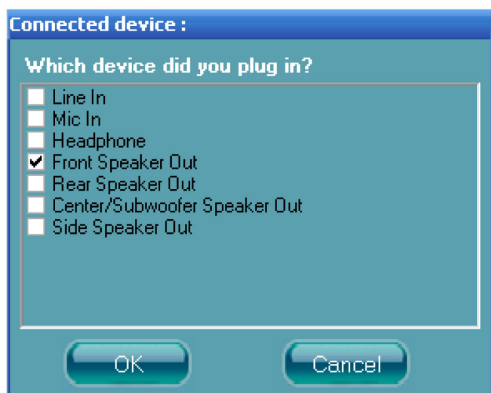 Connected device :
Which device did you plug in?
Line In
Mic In
Headphone
Front Speaker Out
Rear Speaker Out
Center/Subwoofer Speaker Out
Side Speaker Out
OK
Cancel